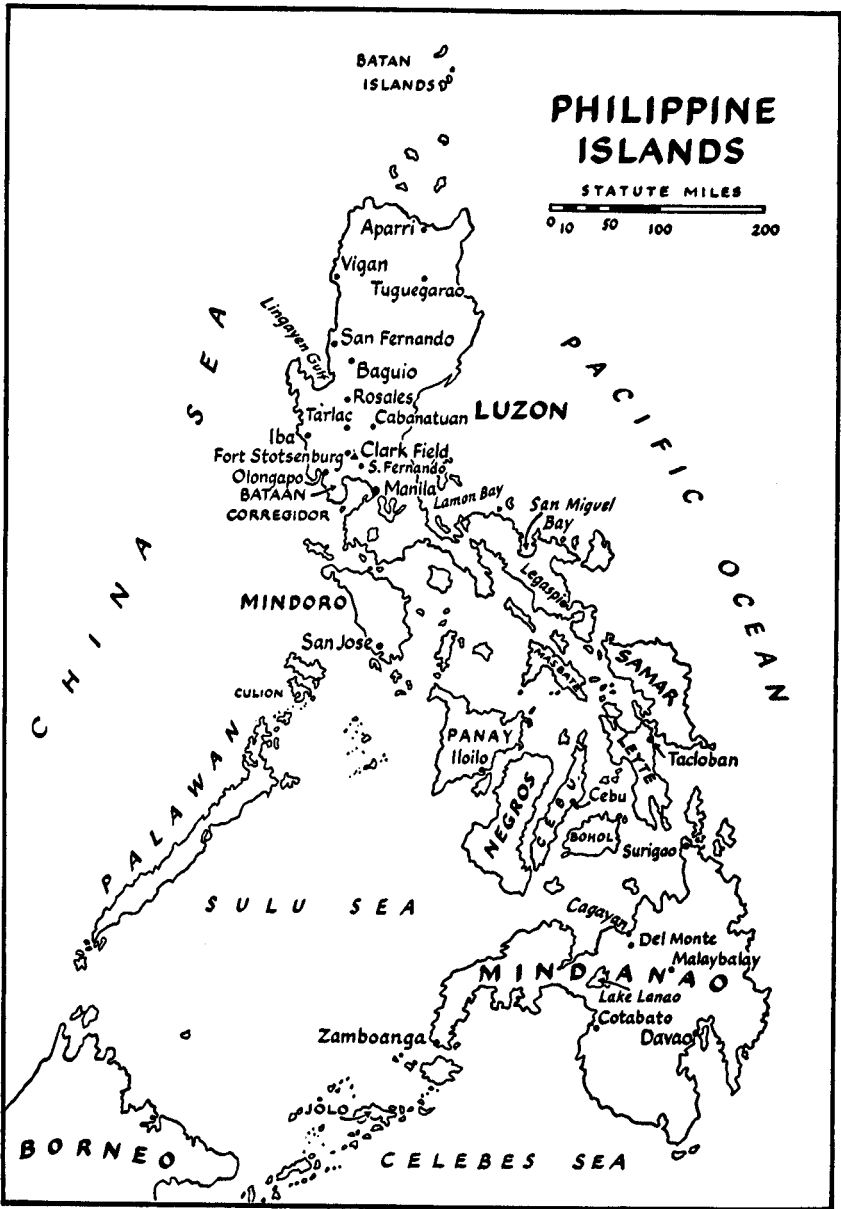 BATAN
ISLANDS
PHILIPPINE
ISLANDS
STATUTE MILES
0 10 50 100 200
Aparri
Vigan
Tuguegarao
Lingayen Gulf
San Fernando
Baguio
Rosales
LUZON
Tarlac
Cabanatuan
Iba
Fort Stotsenburg
Clark Field
S. Fernando
Olongapo
BATAAN
Manila
Lamon Bay
CORREGIDOR
San Miguel
Bay
PACIFIC OCEAN
CHINA SEA
Legaspi
MINDORO
San Jose
MASBATE
SAMAR
CULION
PANAY
Iloilo
LEYTE
Tacloban
PALAWAN
NEGROS
CEBU
Cebu
BOHOL
Surigao
SULU SEA
Cagayan
Del Monte
Malaybalay
MINDANAO
Lake Lanao
Cotabato
Zamboanga
Davao
JOLO
BORNEO
CELEBES SEA